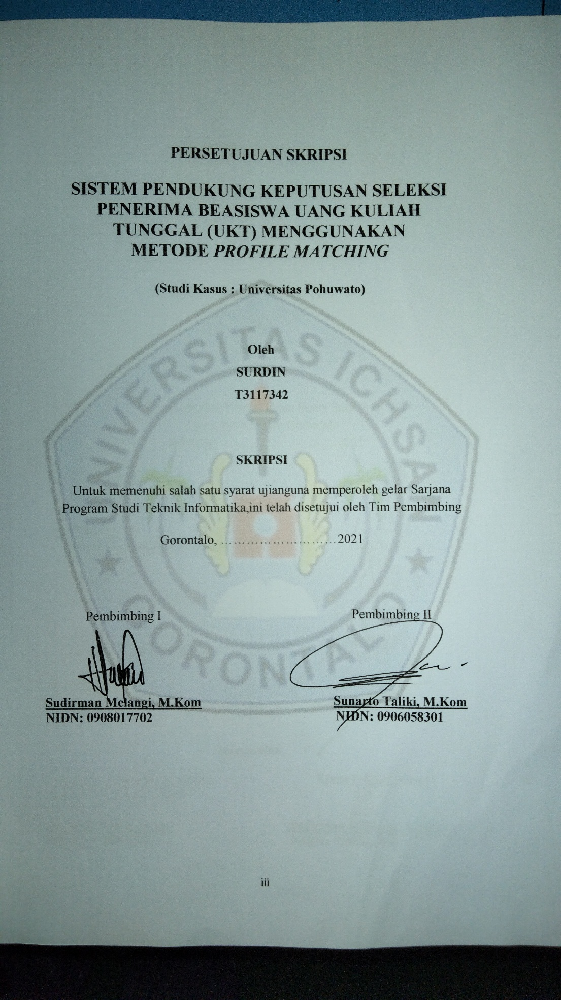 PERSETUJUAN SKRIPSI
SISTEM PENDUKUNG KEPUTUSAN SELEKSI
PENERIMA BEASISWA UANG KULIAH
TUNGGAL (UKT) MENGGUNAKAN
METODE PROFILE MATCHING
(Studi Kasus : Universitas Pohuwato)
UNIVERSITAS ICHSAN
Oleh
SURDIN
T3117342
SKRIPSI
Untuk memenuhi salah satu syarat ujianguna memperoleh gelar Sarjana
Program Studi Teknik Informatika,ini telah disetujui oleh Tim Pembimbing
Gorontalo, ...........................2021
GORONTALO
Pembimbing I
Pembimbing II
Sudirman Melangi, M.Kom
NIDN: 0908017702
Sunarto Taliki, M.Kom
NIDN: 0906058301
iii